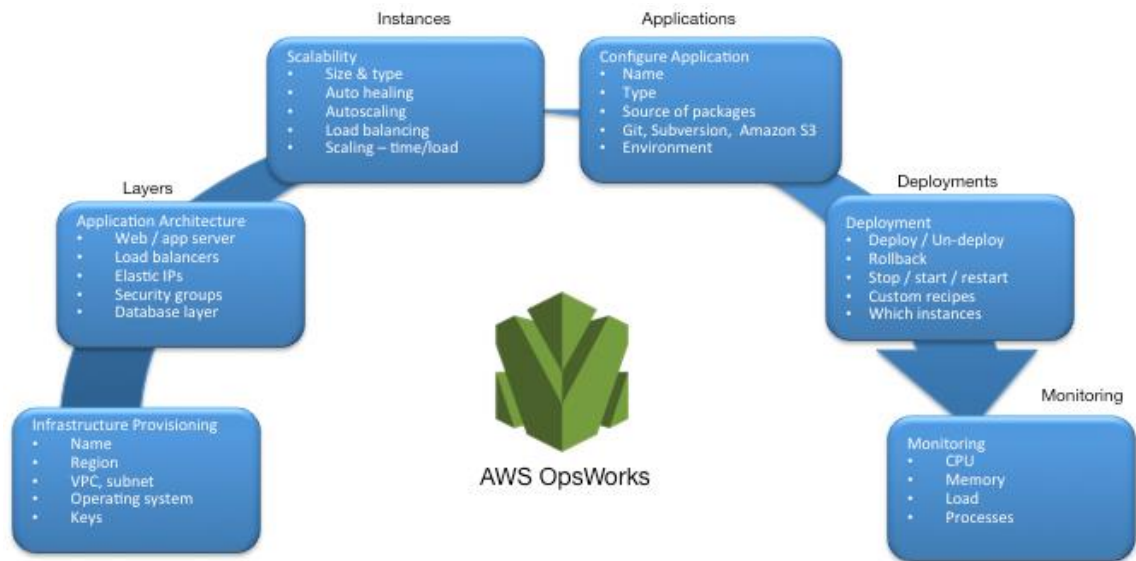 Instances
Scalability
• Size & type
• Auto healing
• Autoscaling
• Load balancing
• Scaling – time/load
Applications
Configure Application
• Name
• Type
• Source of packages
• Git, Subversion, Amazon S3
• Environment
Layers
Application Architecture
• Web / app server
• Load balancers
• Elastic IPs
• Security groups
• Database layer
Deployments
Deployment
• Deploy / Un-deploy
• Rollback
• Stop / start / restart
• Custom recipes
• Which instances
Infrastructure Provisioning
• Name
• Region
• VPC, subnet
• Operating system
• Keys
AWS OpsWorks
Monitoring
Monitoring
• CPU
• Memory
• Load
• Processes